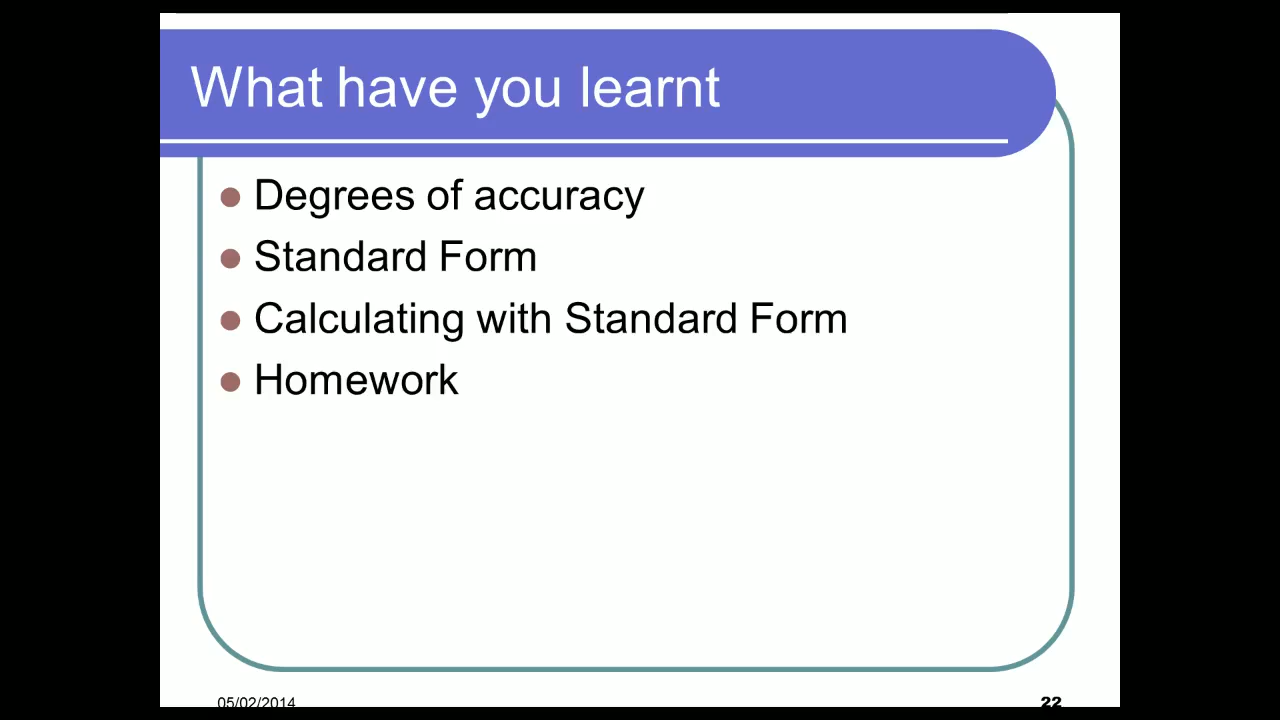 What have you learnt
Degrees of accuracy
Standard Form
Calculating with Standard Form
Homework
05/02/2014
22